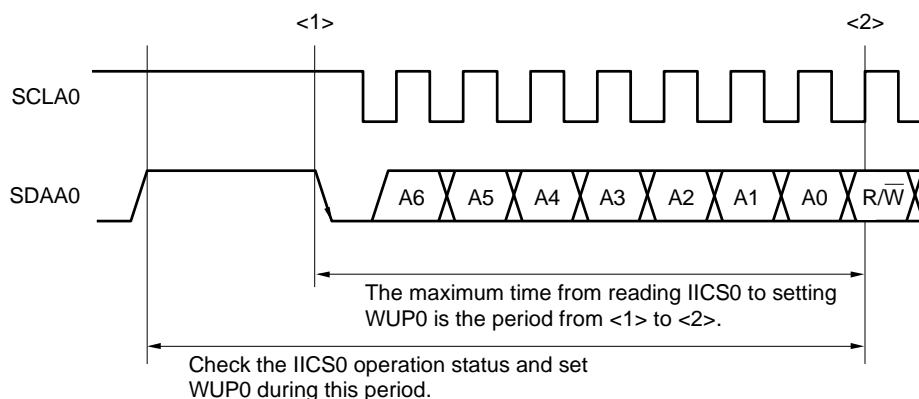 <1>
<2>
SCLA0
SDAA0
A6 A5 A4 A3 A2 A1 A0 R/W̅
The maximum time from reading IICS0 to setting
WUP0 is the period from <1> to <2>.
Check the IICS0 operation status and set
WUP0 during this period.